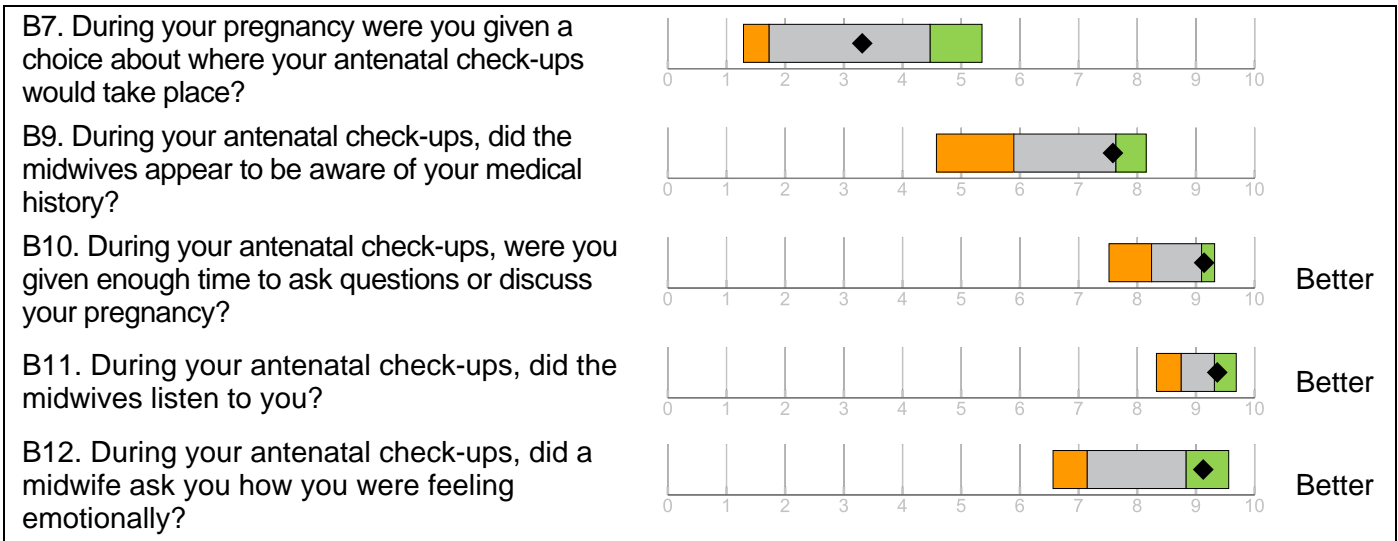 B7. During your pregnancy were you given a
choice about where your antenatal check-ups
would take place?
0 1 2 3 4 5 6 7 8 9 10
B9. During your antenatal check-ups, did the
midwives appear to be aware of your medical
history?
0 1 2 3 4 5 6 7 8 9 10
B10. During your antenatal check-ups, were you
given enough time to ask questions or discuss
your pregnancy?
0 1 2 3 4 5 6 7 8 9 10
Better
B11. During your antenatal check-ups, did the
midwives listen to you?
0 1 2 3 4 5 6 7 8 9 10
Better
B12. During your antenatal check-ups, did a
midwife ask you how you were feeling
emotionally?
0 1 2 3 4 5 6 7 8 9 10
Better